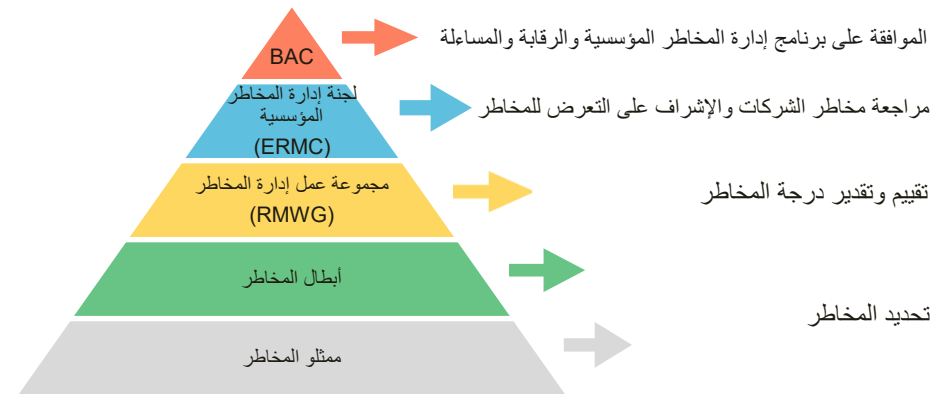 BAC
الموافقة على برنامج إدارة المخاطر المؤسسية والرقابة والمساءلة
لجنة إدارة المخاطر
المؤسسية
(ERMC)
مراجعة مخاطر الشركات والإشراف على التعرض للمخاطر
مجموعة عمل إدارة المخاطر
(RMWG)
تقييم وتقدير درجة المخاطر
أبطال المخاطر
تحديد المخاطر
ممثلو المخاطر